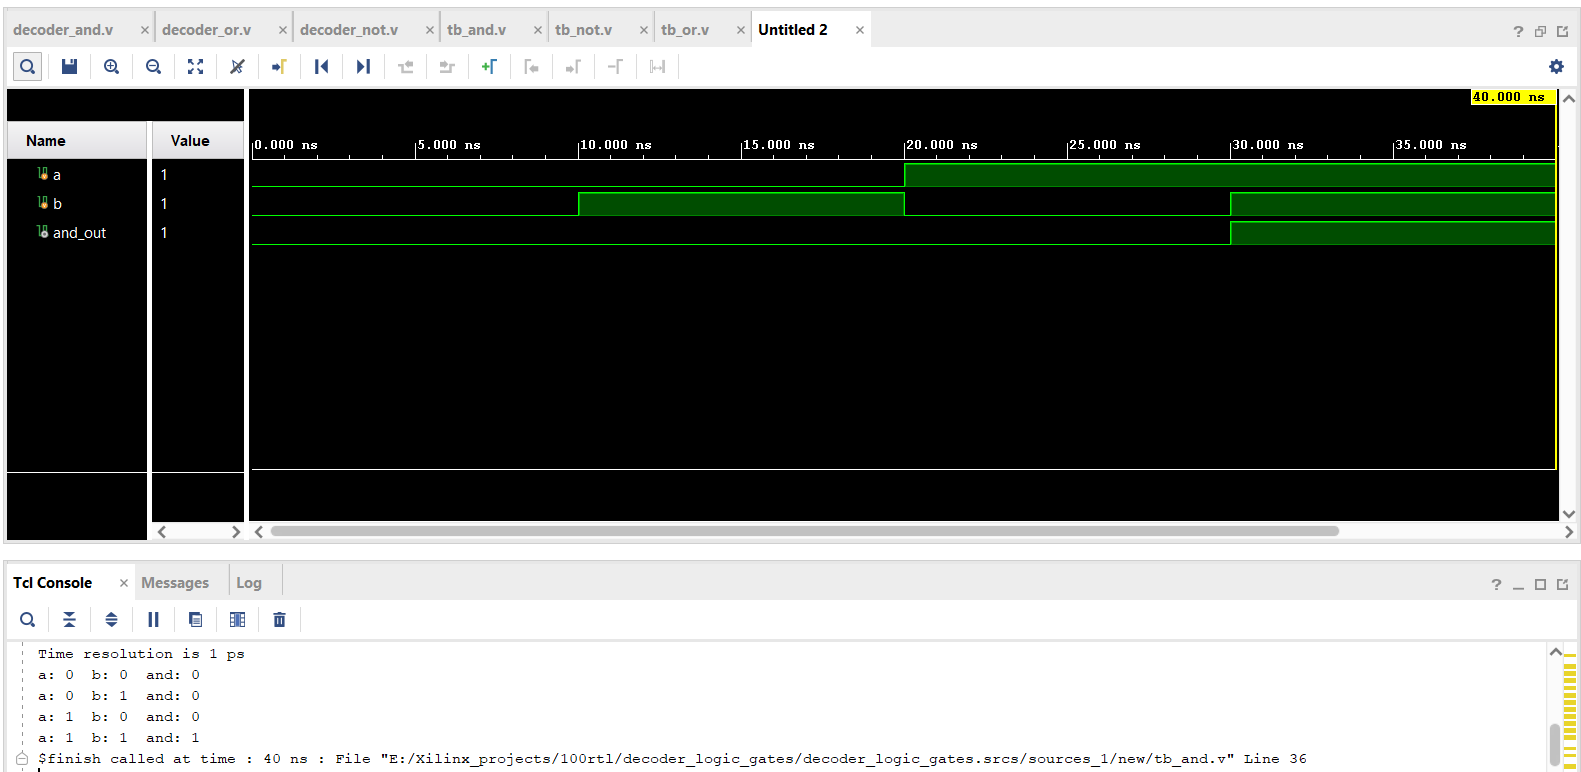 decoder_and.v × decoder_or.v × decoder_not.v × tb_and.v × tb_not.v × tb_or.v × Untitled 2 × ?
40.000 ns
Name Value 0.000 ns 5.000 ns 10.000 ns 15.000 ns 20.000 ns 25.000 ns 30.000 ns 35.000 ns
a 1
b 1
and_out 1
Tcl Console × Messages Log ?
Time resolution is 1 ps
a: 0  b: 0  and: 0
a: 0  b: 1  and: 0
a: 1  b: 0  and: 0
a: 1  b: 1  and: 1
$finish called at time : 40 ns : File "E:/Xilinx_projects/100rtl/decoder_logic_gates/decoder_logic_gates.srcs/sources_1/new/tb_and.v" Line 36